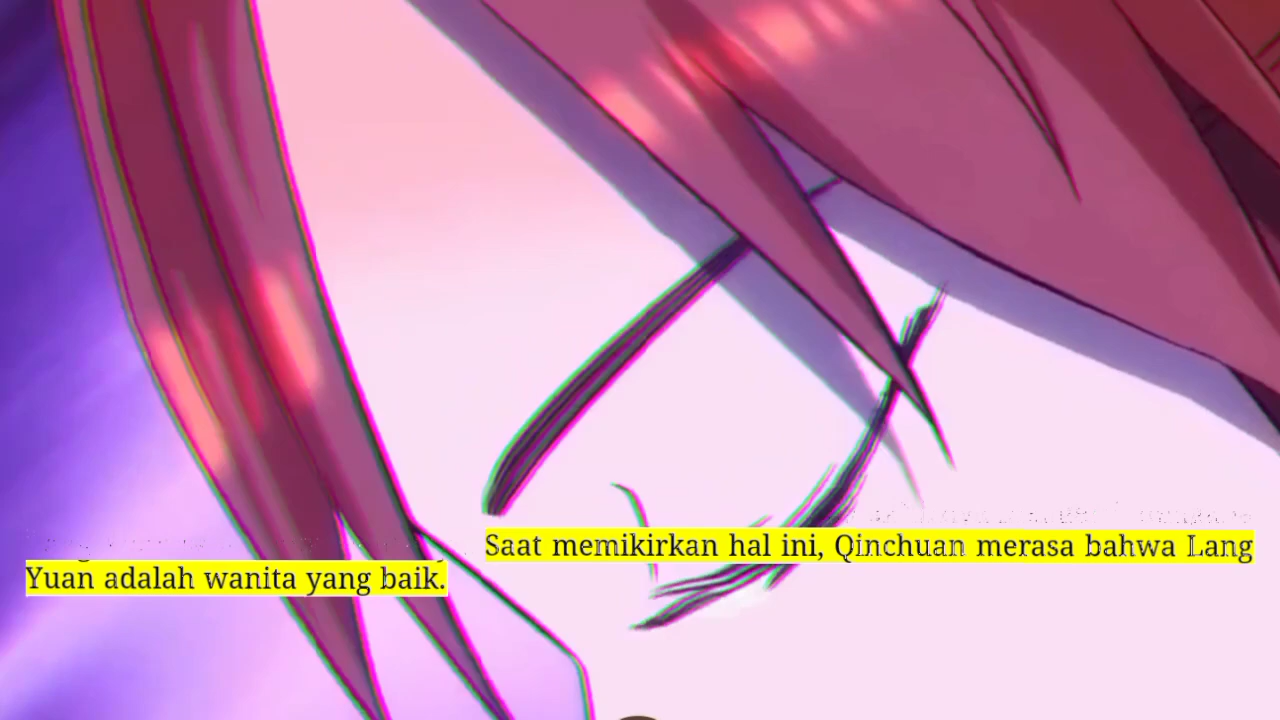 Saat memikirkan hal ini, Qinchuan merasa bahwa Lang
Yuan adalah wanita yang baik.